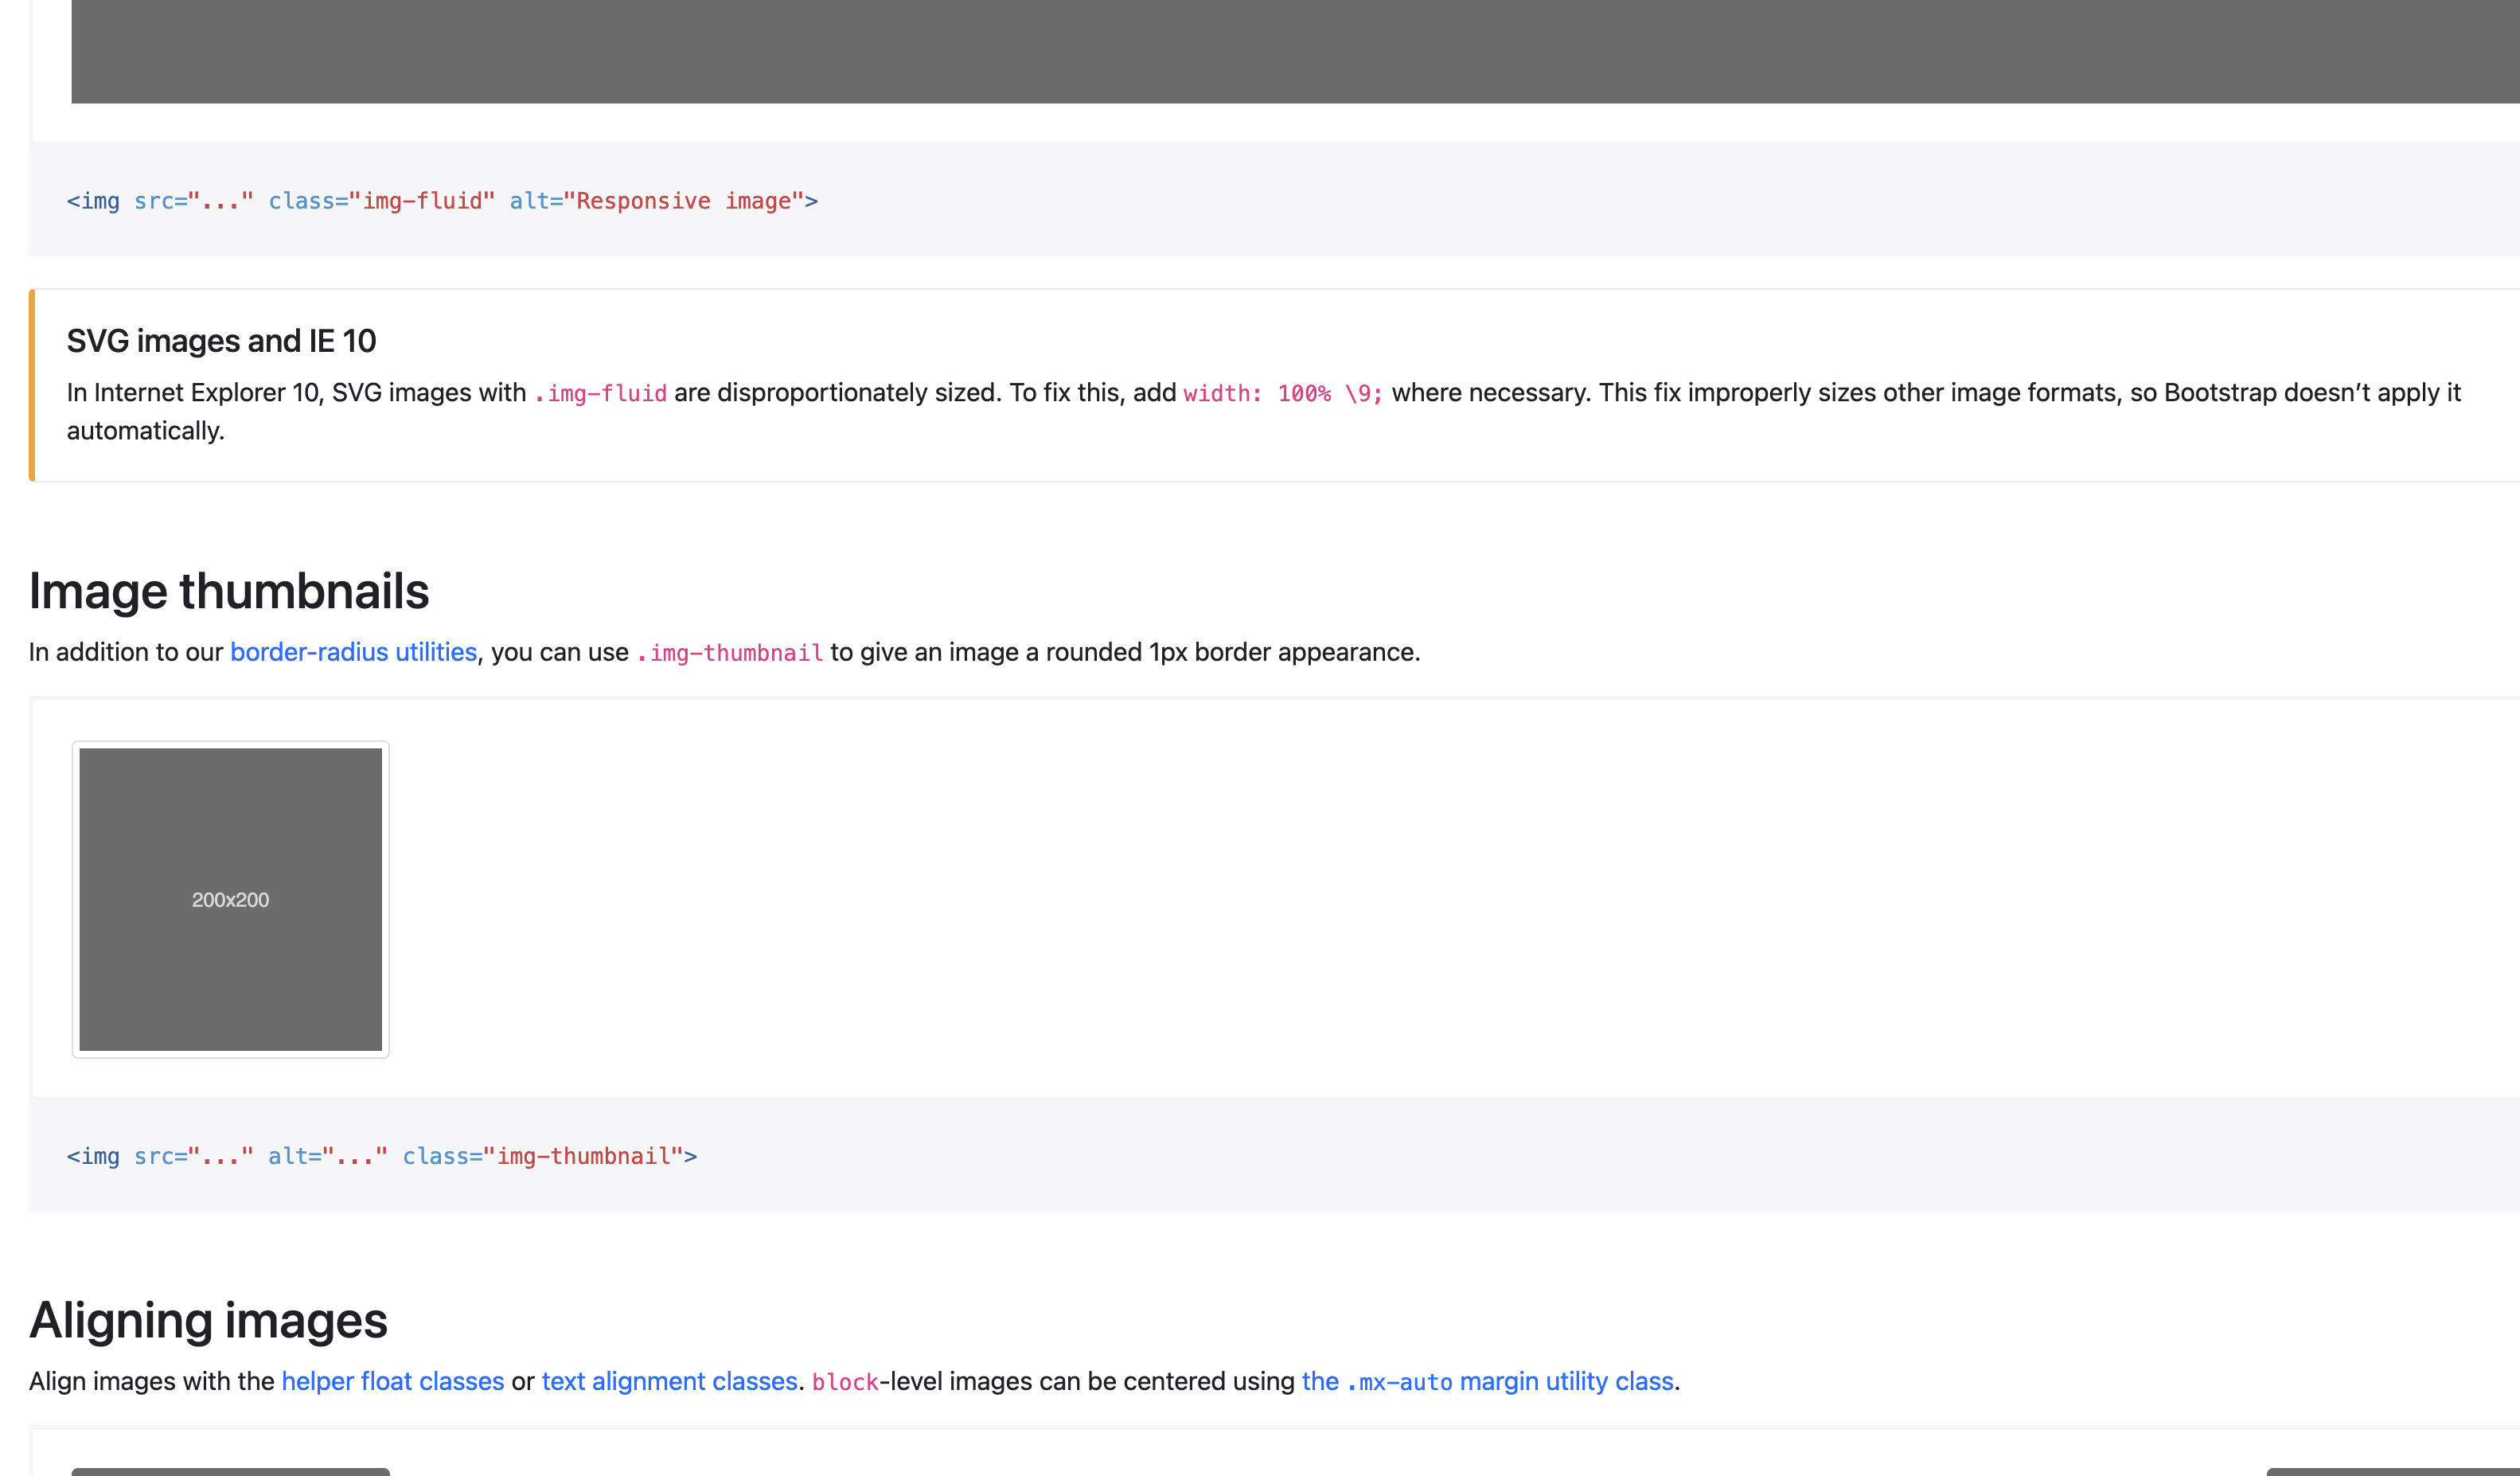 <img src="..." class="img-fluid" alt="Responsive image">
SVG images and IE 10
In Internet Explorer 10, SVG images with .img-fluid are disproportionately sized. To fix this, add width: 100% \9; where necessary. This fix improperly sizes other image formats, so Bootstrap doesn’t apply it
automatically.
Image thumbnails
In addition to our border-radius utilities, you can use .img-thumbnail to give an image a rounded 1px border appearance.
200x200
<img src="..." alt="..." class="img-thumbnail">
Aligning images
Align images with the helper float classes or text alignment classes. block-level images can be centered using the .mx-auto margin utility class.